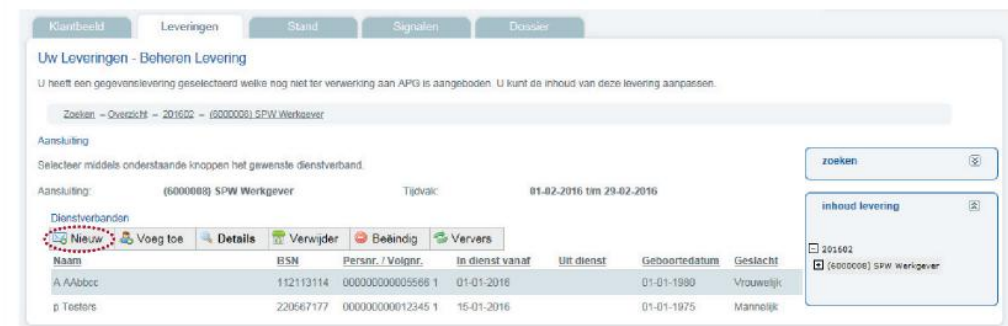 Klantbeeld Leveringen Stand Signalen Dossier
Uw Leveringen - Beheren Levering
U heeft een gegevenslevering geselecteerd welke nog niet ter verwerking aan APG is aangeboden. U kunt de inhoud van deze levering aanpassen.
Zoeken – Overzicht – 201602 – (6000008) SPW Werkgever
Aansluiting
Selecteer middels onderstaande knoppen het gewenste dienstverband.
Aansluiting: (6000008) SPW Werkgever Tijdvak: 01-02-2016 t/m 29-02-2016
Dienstverbanden
Nieuw Voeg toe Details Verwijder Beëindig Ververs
Naam BSN Persnr. / Volgnr. In dienst vanaf Uit dienst Geboortedatum Geslacht
A AAbbcc 112113114 000000000005566 1 01-01-2016 01-01-1980 Vrouwelijk
p Testers 220567177 000000000012345 1 15-01-2016 01-01-1975 Mannelijk
zoeken
inhoud levering
201602
(6000008) SPW Werkgever